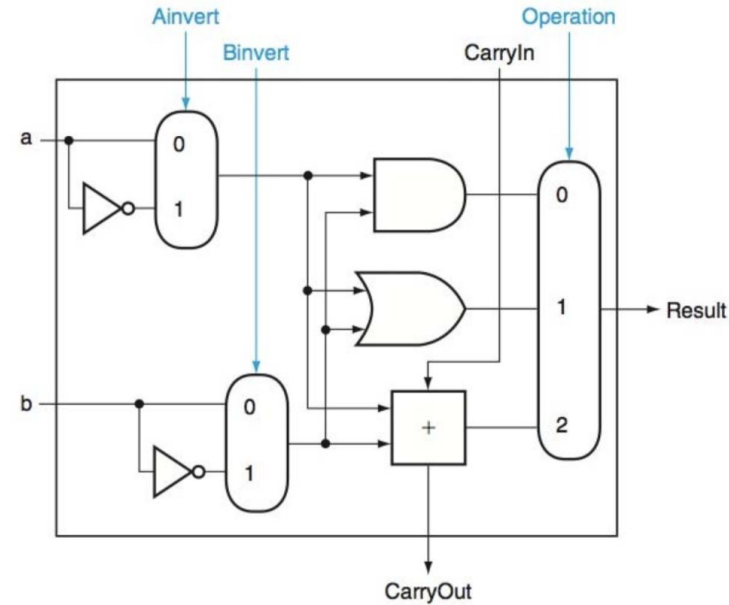 Ainvert
Operation
Binvert
CarryIn
a
0
1
0
1
Result
b
0
1
2
+
CarryOut